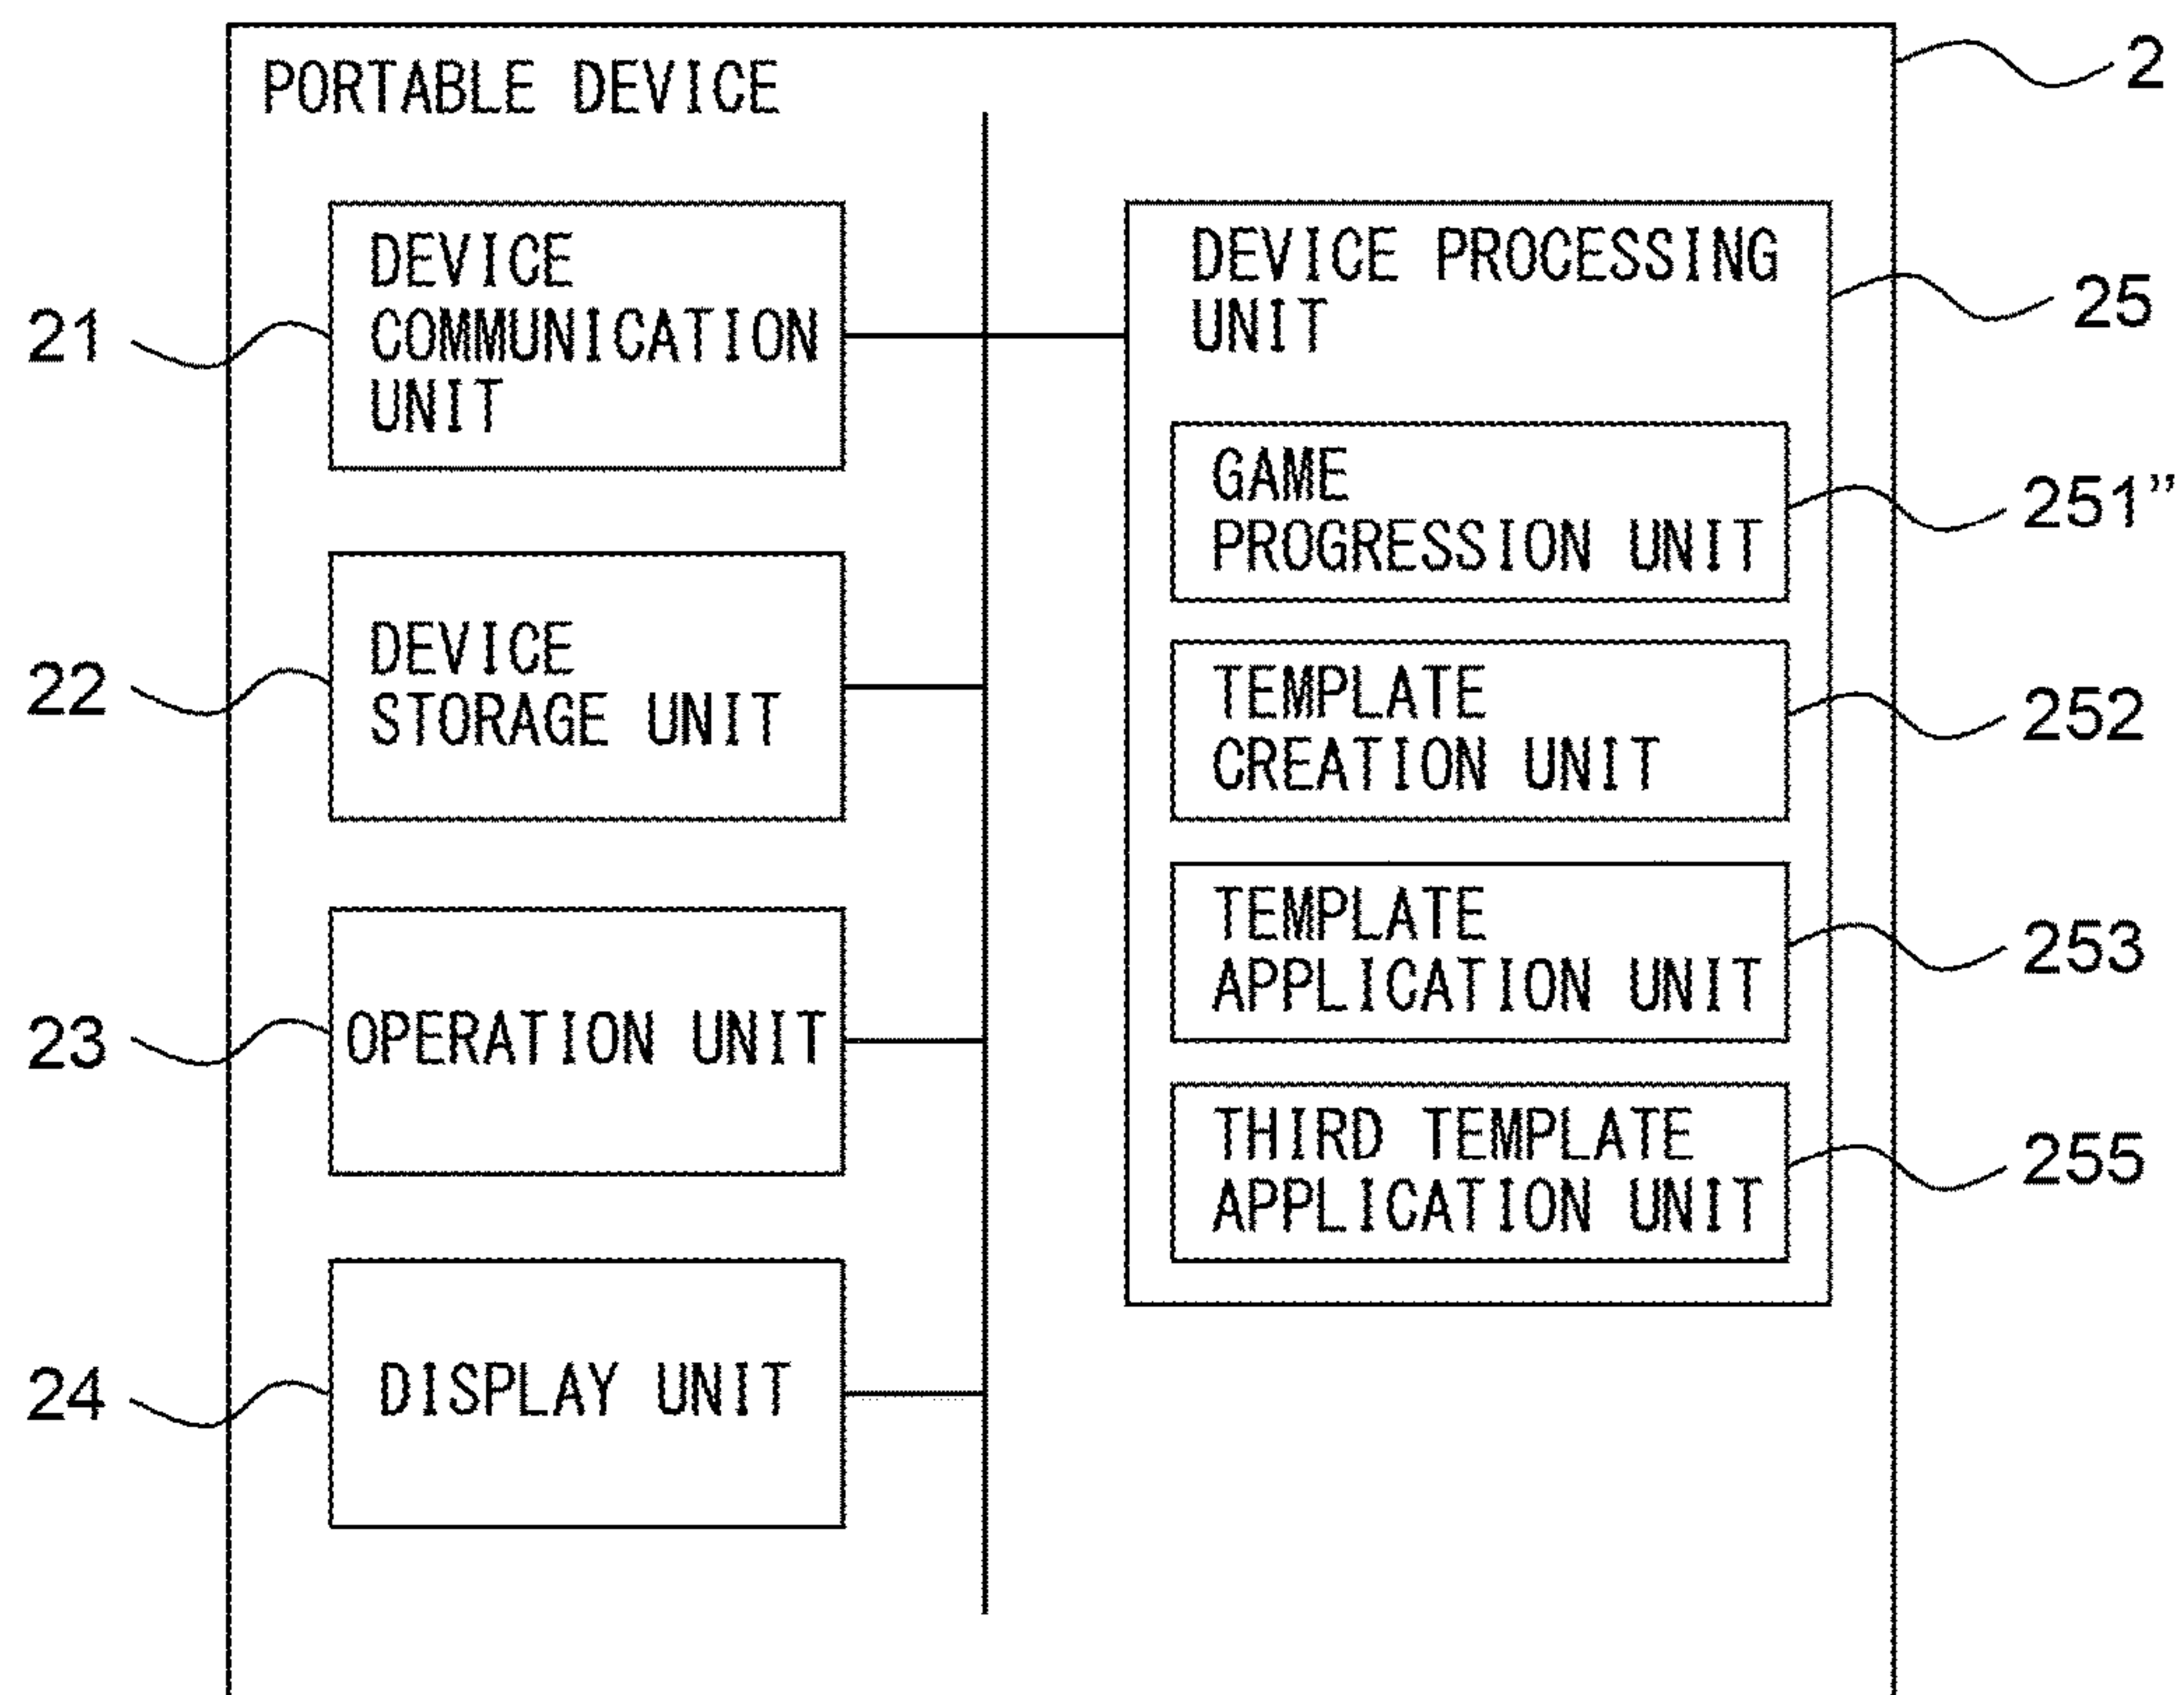 PORTABLE DEVICE
2
DEVICE
COMMUNICATION
UNIT
21
DEVICE
STORAGE UNIT
22
OPERATION UNIT
23
DISPLAY UNIT
24
DEVICE PROCESSING
UNIT
25
GAME
PROGRESSION UNIT
251”
TEMPLATE
CREATION UNIT
252
TEMPLATE
APPLICATION UNIT
253
THIRD TEMPLATE
APPLICATION UNIT
255